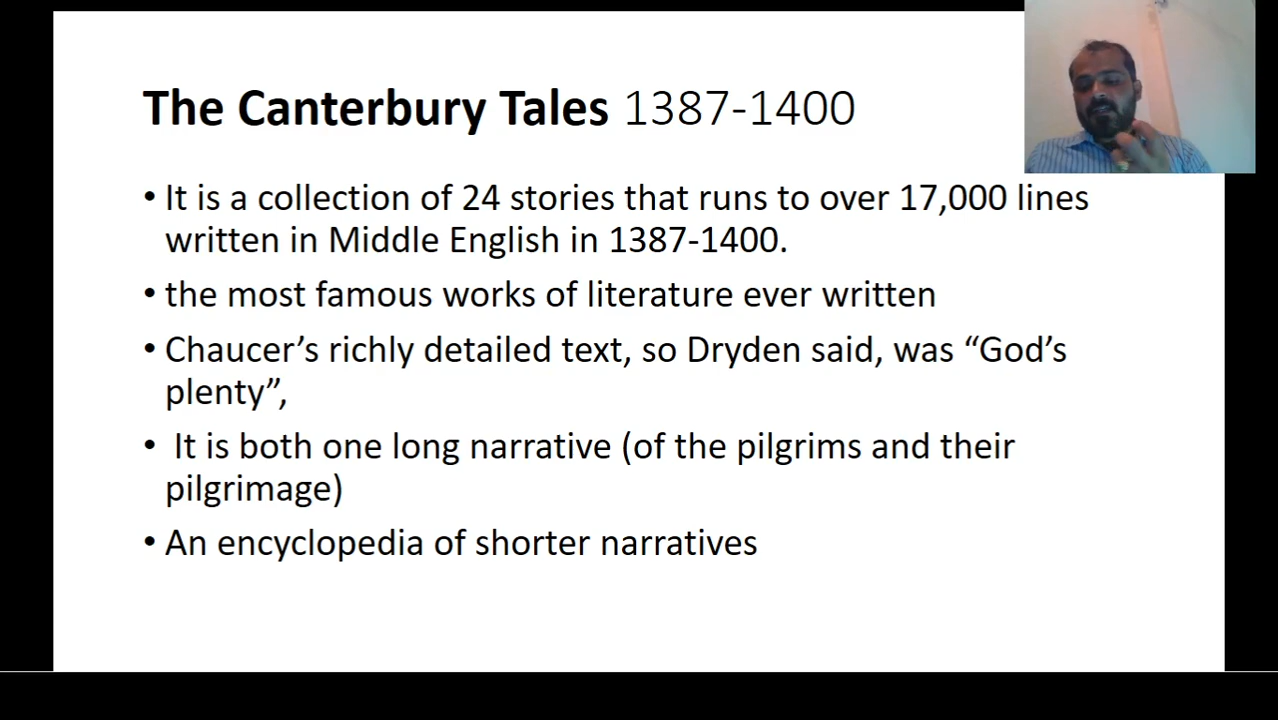 The Canterbury Tales 1387-1400
• It is a collection of 24 stories that runs to over 17,000 lines
written in Middle English in 1387-1400.
• the most famous works of literature ever written
• Chaucer’s richly detailed text, so Dryden said, was “God’s
plenty”,
• It is both one long narrative (of the pilgrims and their
pilgrimage)
• An encyclopedia of shorter narratives